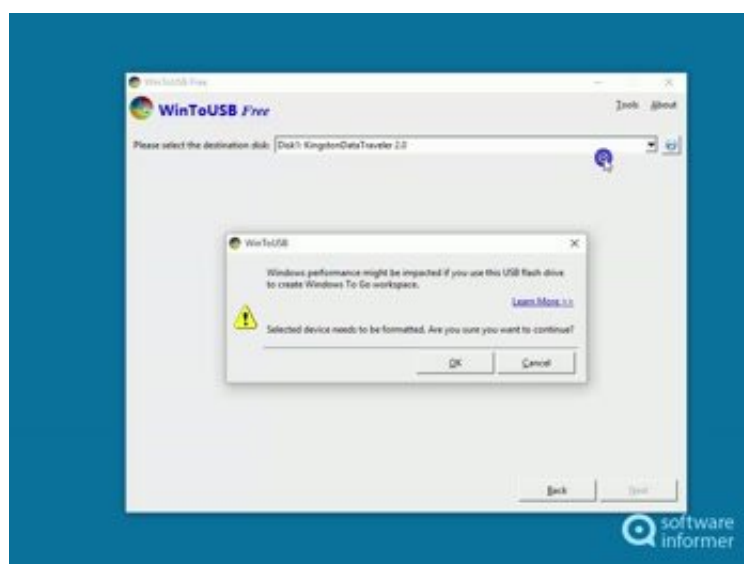 WinToUSB Free
WinToUSB Free
Tools About
Please select the destination disk: Disk1: KingstonDataTraveler 2.0
WinToUSB
Windows performance might be impacted if you use this USB flash drive
to create Windows To Go workspace.
Learn More >>
Selected device needs to be formatted. Are you sure you want to continue?
OK Cancel
Back Next
software
informer